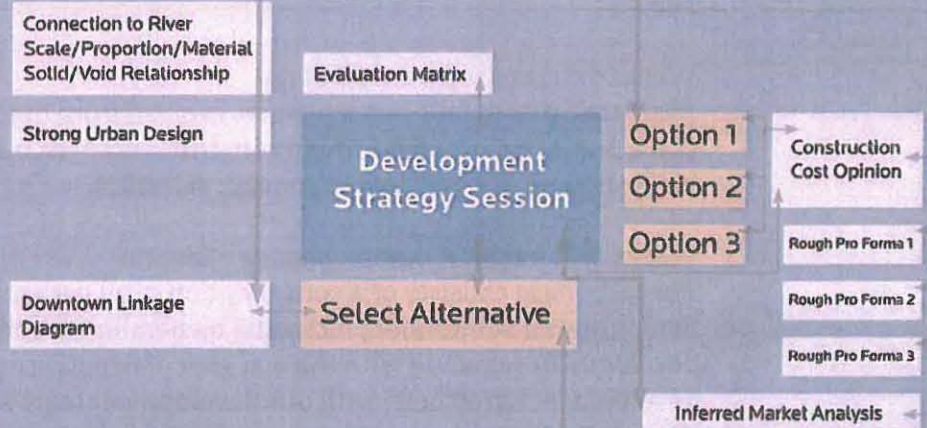 Connection to River
Scale/Proportion/Material
Solid/Void Relationship
Evaluation Matrix
Strong Urban Design
Development
Strategy Session
Option 1
Option 2
Option 3
Construction
Cost Opinion
Rough Pro Forma 1
Rough Pro Forma 2
Rough Pro Forma 3
Downtown Linkage
Diagram
Select Alternative
Inferred Market Analysis